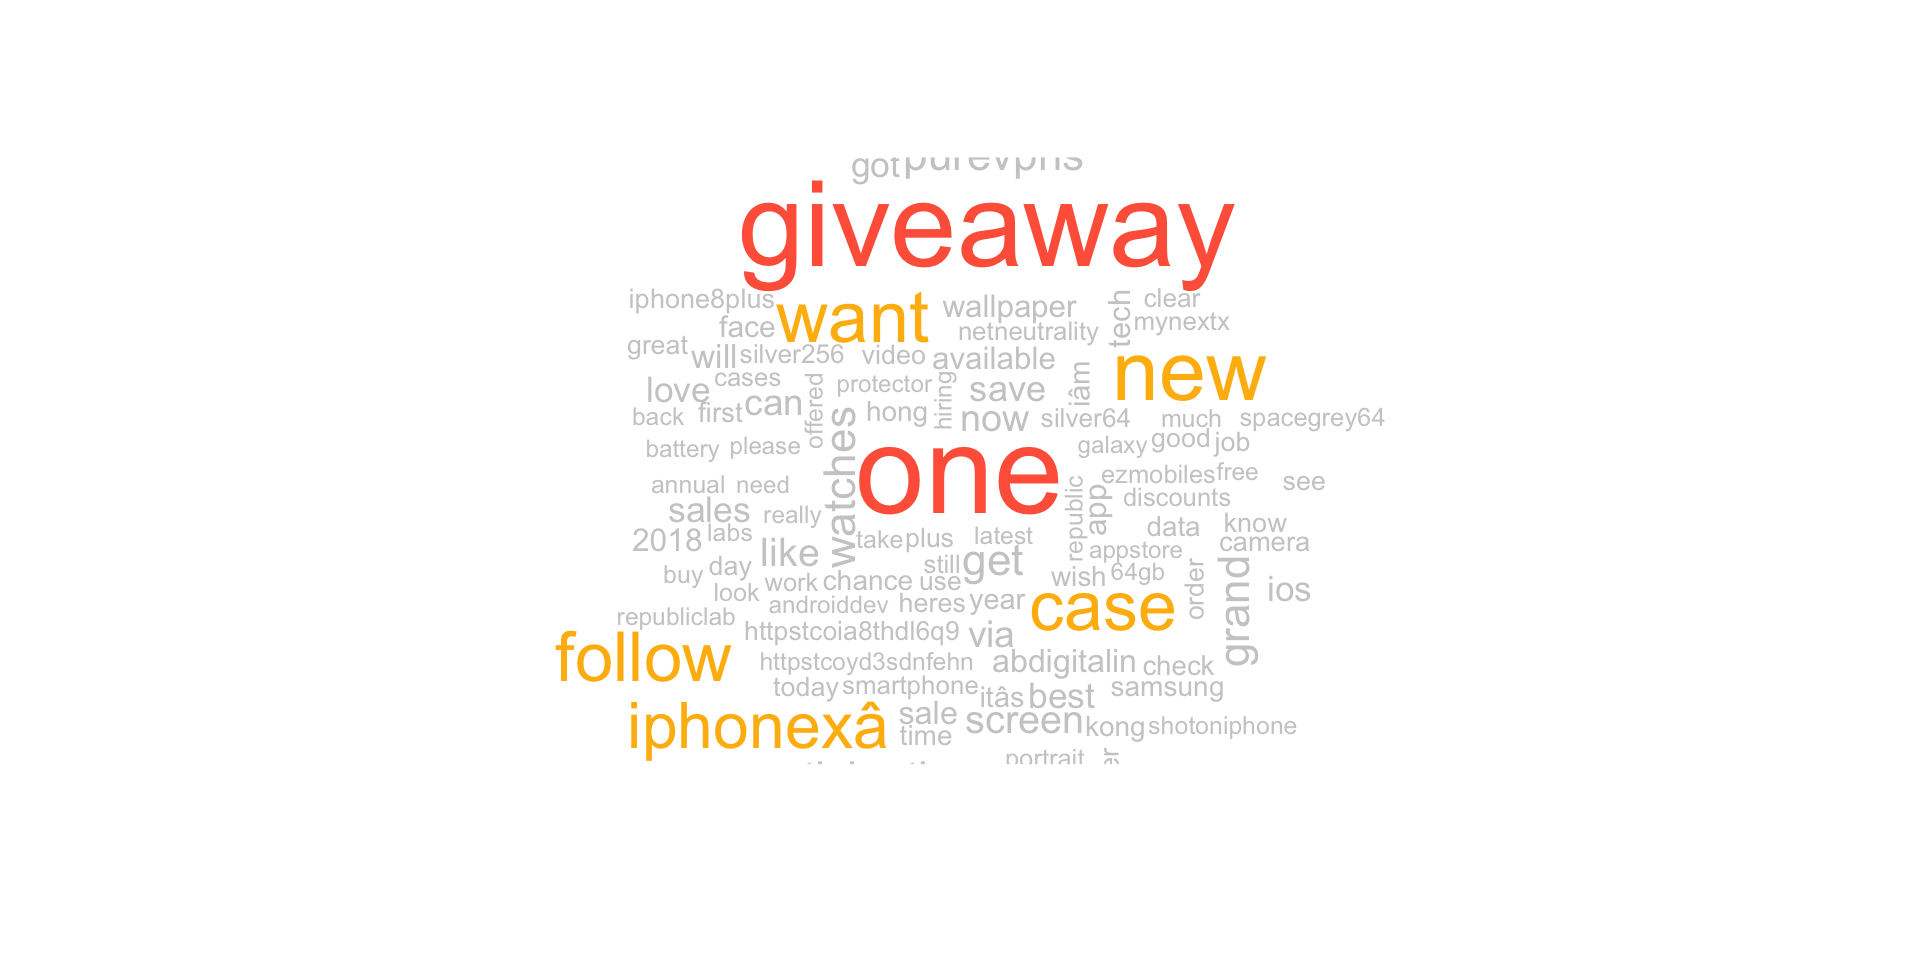 got purevpns
giveaway
iphone8plus want wallpaper tech clear
face netneutrality mynextx
great will silver256 video available new
love cases offered protector hiring save iâm
back first can hong now silver64 much spacegrey64
battery please watches one galaxy good job
annual need republic app ezmobiles free see
sales really discounts
2018 labs like take plus latest data know
appstore camera
buy day still get
look work chance use wish 64gb order grand ios
republiclab androiddev heres year case
follow httpstcoia8thdl6q9 via
httpstcoyd3sdnfehn abdigitalin check
today smartphone itâs best samsung
iphonexâ sale screen kong shotoniphone
time
portrait